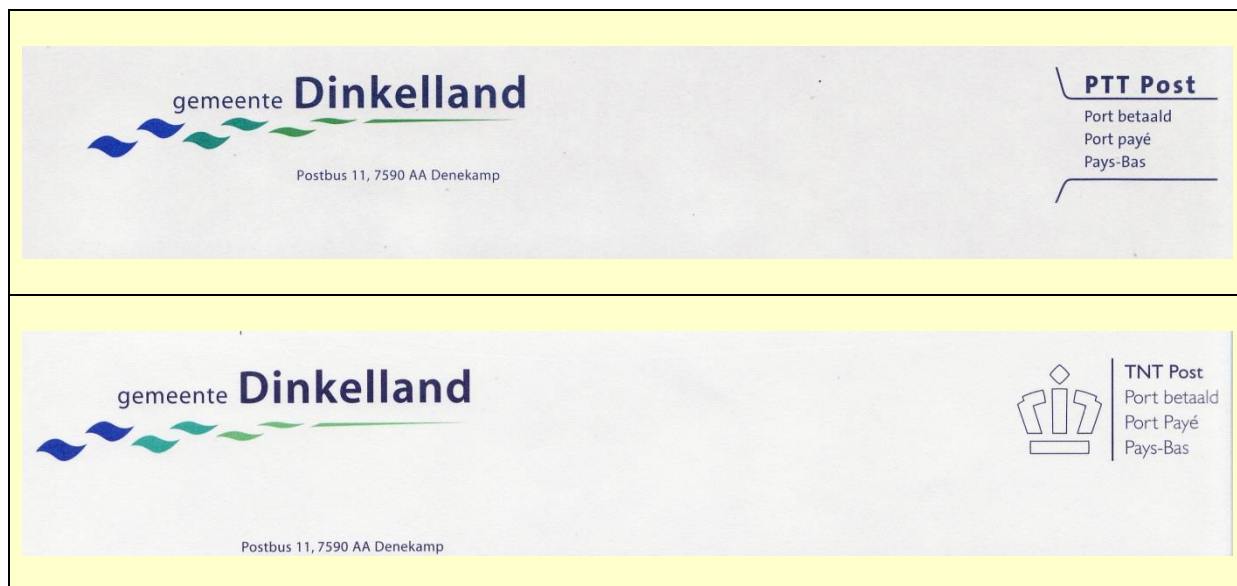 gemeente Dinkelland
Postbus 11, 7590 AA Denekamp
PTT Post
Port betaald
Port payé
Pays-Bas
gemeente Dinkelland
Postbus 11, 7590 AA Denekamp
TNT Post
Port betaald
Port Payé
Pays-Bas